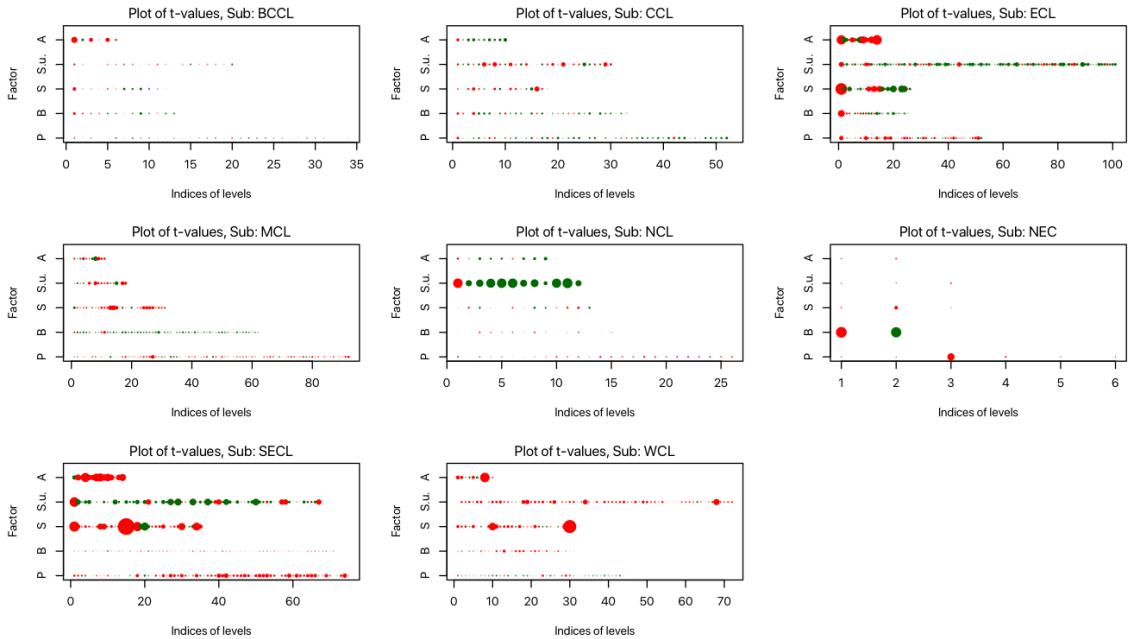 Plot of t-values, Sub: BCCL
Factor
A
S.u.
S
B
P
0 5 10 15 20 25 30 35
Indices of levels
Plot of t-values, Sub: CCL
Factor
A
S.u.
S
B
P
0 10 20 30 40 50
Indices of levels
Plot of t-values, Sub: ECL
Factor
A
S.u.
S
B
P
0 20 40 60 80 100
Indices of levels
Plot of t-values, Sub: MCL
Factor
A
S.u.
S
B
P
0 20 40 60 80
Indices of levels
Plot of t-values, Sub: NCL
Factor
A
S.u.
S
B
P
0 5 10 15 20 25
Indices of levels
Plot of t-values, Sub: NEC
Factor
A
S.u.
S
B
P
1 2 3 4 5 6
Indices of levels
Plot of t-values, Sub: SECL
Factor
A
S.u.
S
B
P
0 20 40 60
Indices of levels
Plot of t-values, Sub: WCL
Factor
A
S.u.
S
B
P
0 10 20 30 40 50 60 70
Indices of levels